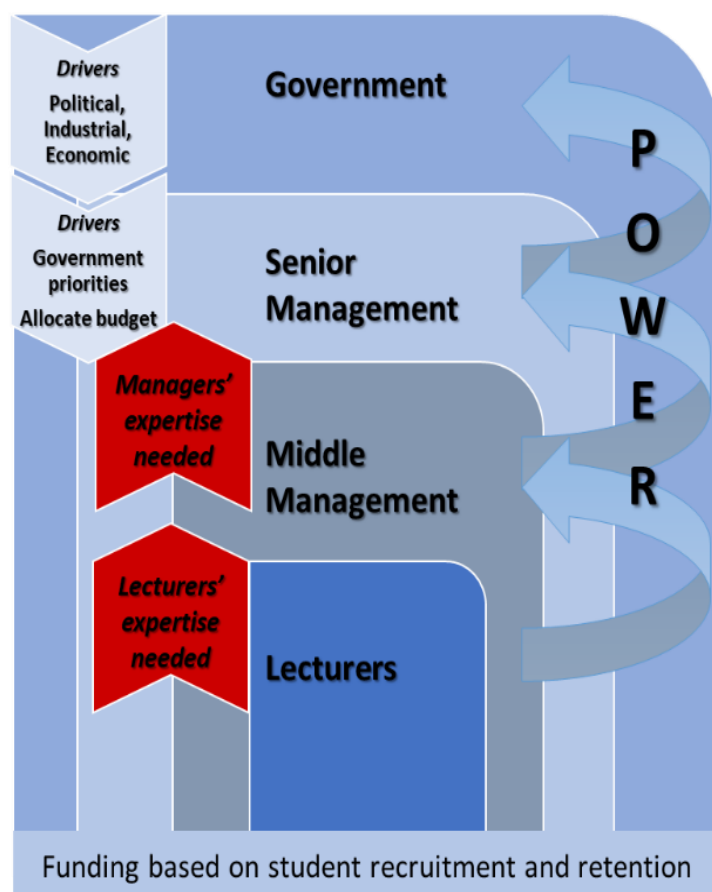 Drivers
Political,
Industrial,
Economic
Government
Drivers
Government
priorities
Allocate budget
Senior
Management
Managers'
expertise
needed
Middle
Management
Lecturers'
expertise
needed
Lecturers
P
O
W
E
R
Funding based on student recruitment and retention